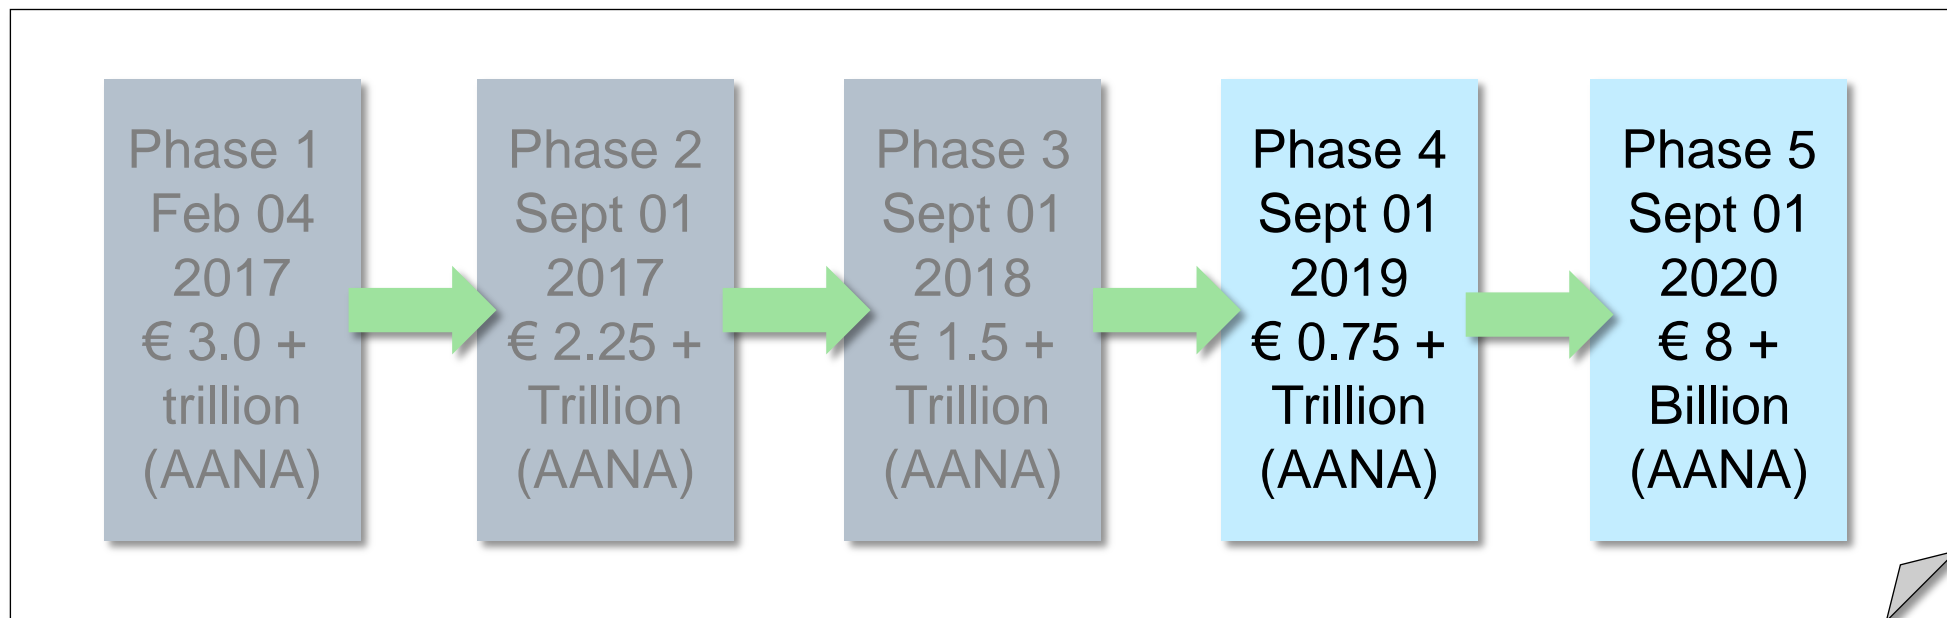 Phase 1
Feb 04
2017
€ 3.0 +
trillion
(AANA)
Phase 2
Sept 01
2017
€ 2.25 +
Trillion
(AANA)
Phase 3
Sept 01
2018
€ 1.5 +
Trillion
(AANA)
Phase 4
Sept 01
2019
€ 0.75 +
Trillion
(AANA)
Phase 5
Sept 01
2020
€ 8 +
Billion
(AANA)